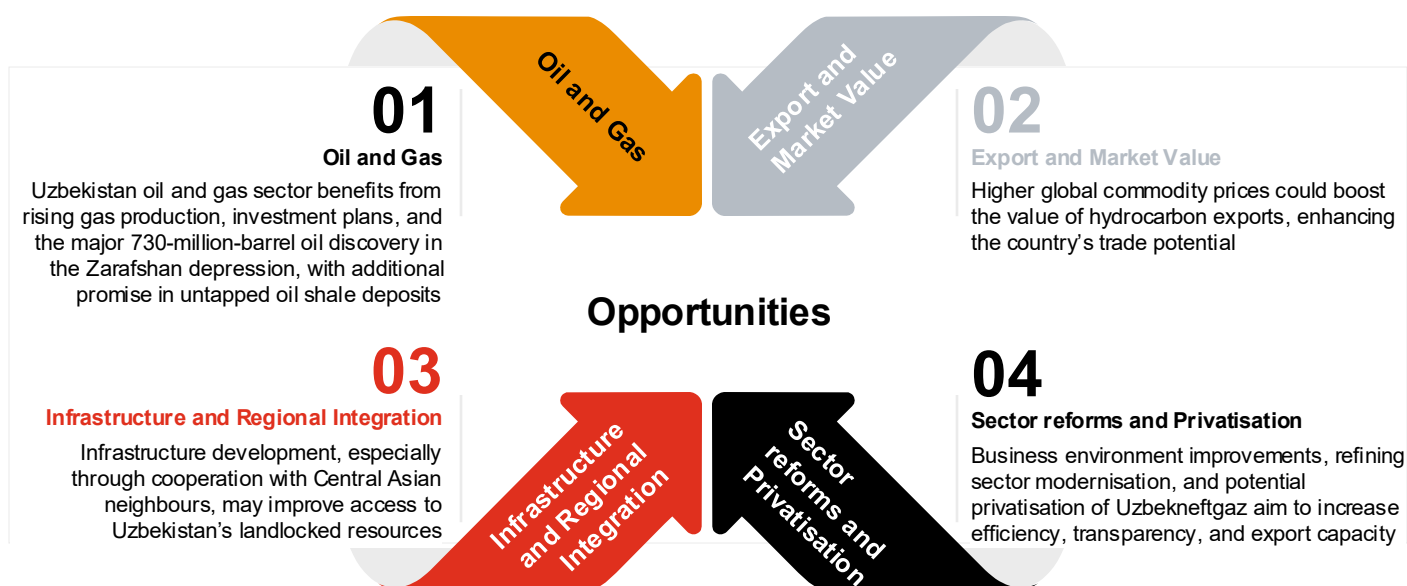 Oil and Gas
Export and
Market Value
01
Oil and Gas
Uzbekistan oil and gas sector benefits from
rising gas production, investment plans, and
the major 730-million-barrel oil discovery in
the Zarafshan depression, with additional
promise in untapped oil shale deposits
02
Export and Market Value
Higher global commodity prices could boost
the value of hydrocarbon exports, enhancing
the country's trade potential
Opportunities
03
Infrastructure and Regional Integration
Infrastructure development, especially
through cooperation with Central Asian
neighbours, may improve access to
Uzbekistan's landlocked resources
Infrastructure
and Regional
Integration
Sector
reforms and
Privatisation
04
Sector reforms and Privatisation
Business environment improvements, refining
sector modernisation, and potential
privatisation of Uzbekneftgaz aim to increase
efficiency, transparency, and export capacity